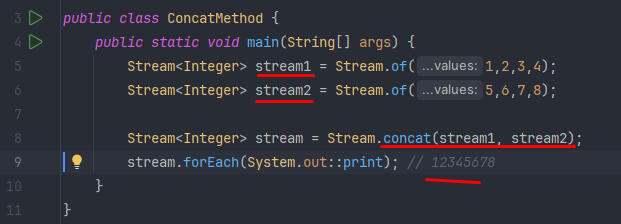 3 public class ConcatMethod {
4 public static void main(String[] args) {
5 Stream<Integer> stream1 = Stream.of( ...values: 1,2,3,4);
6 Stream<Integer> stream2 = Stream.of( ...values: 5,6,7,8);
7
8 Stream<Integer> stream = Stream.concat(stream1, stream2);
9 stream.forEach(System.out::print); // 12345678
10 }
11 }